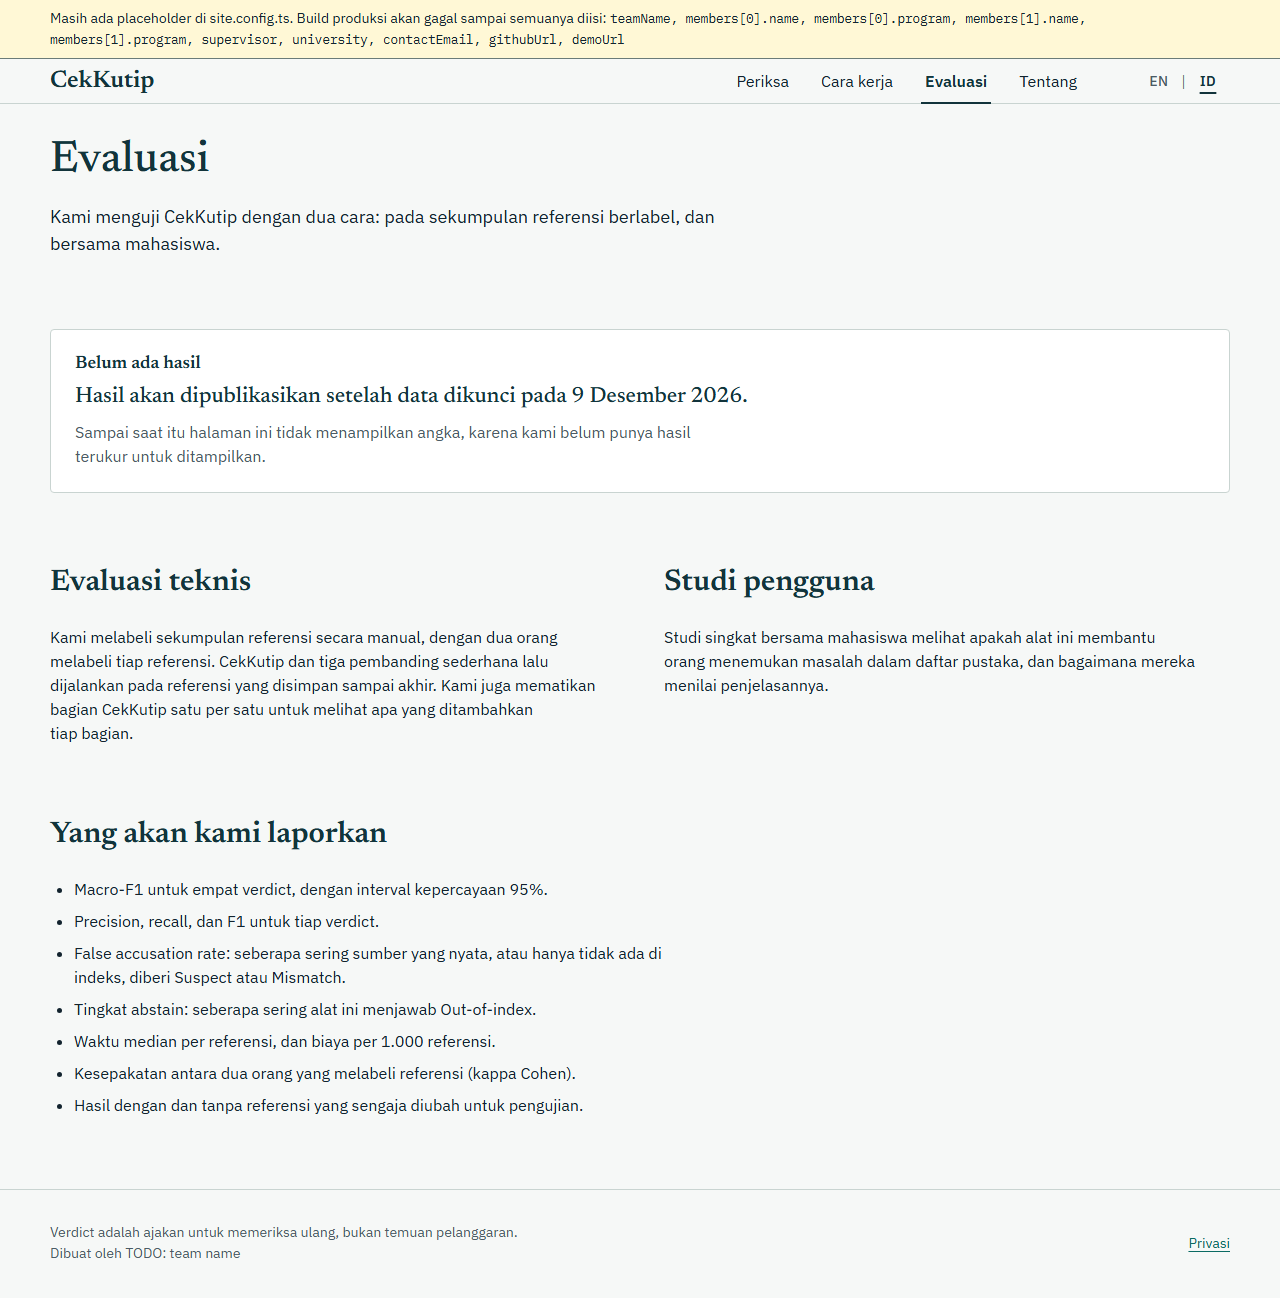 Masih ada placeholder di site.config.ts. Build produksi akan gagal sampai semuanya diisi: teamName, members[0].name, members[0].program, members[1].name,
members[1].program, supervisor, university, contactEmail, githubUrl, demoUrl
CekKutip
Periksa
Cara kerja
Evaluasi
Tentang
EN | ID
Evaluasi
Kami menguji CekKutip dengan dua cara: pada sekumpulan referensi berlabel, dan
bersama mahasiswa.
Belum ada hasil
Hasil akan dipublikasikan setelah data dikunci pada 9 Desember 2026.
Sampai saat itu halaman ini tidak menampilkan angka, karena kami belum punya hasil
terukur untuk ditampilkan.
Evaluasi teknis
Kami melabeli sekumpulan referensi secara manual, dengan dua orang
melabeli tiap referensi. CekKutip dan tiga pembanding sederhana lalu
dijalankan pada referensi yang disimpan sampai akhir. Kami juga mematikan
bagian CekKutip satu per satu untuk melihat apa yang ditambahkan
tiap bagian.
Studi pengguna
Studi singkat bersama mahasiswa melihat apakah alat ini membantu
orang menemukan masalah dalam daftar pustaka, dan bagaimana mereka
menilai penjelasannya.
Yang akan kami laporkan
• Macro-F1 untuk empat verdict, dengan interval kepercayaan 95%.
• Precision, recall, dan F1 untuk tiap verdict.
• False accusation rate: seberapa sering sumber yang nyata, atau hanya tidak ada di
indeks, diberi Suspect atau Mismatch.
• Tingkat abstain: seberapa sering alat ini menjawab Out-of-index.
• Waktu median per referensi, dan biaya per 1.000 referensi.
• Kesepakatan antara dua orang yang melabeli referensi (kappa Cohen).
• Hasil dengan dan tanpa referensi yang sengaja diubah untuk pengujian.
Verdict adalah ajakan untuk memeriksa ulang, bukan temuan pelanggaran.
Dibuat oleh TODO: team name
Privasi